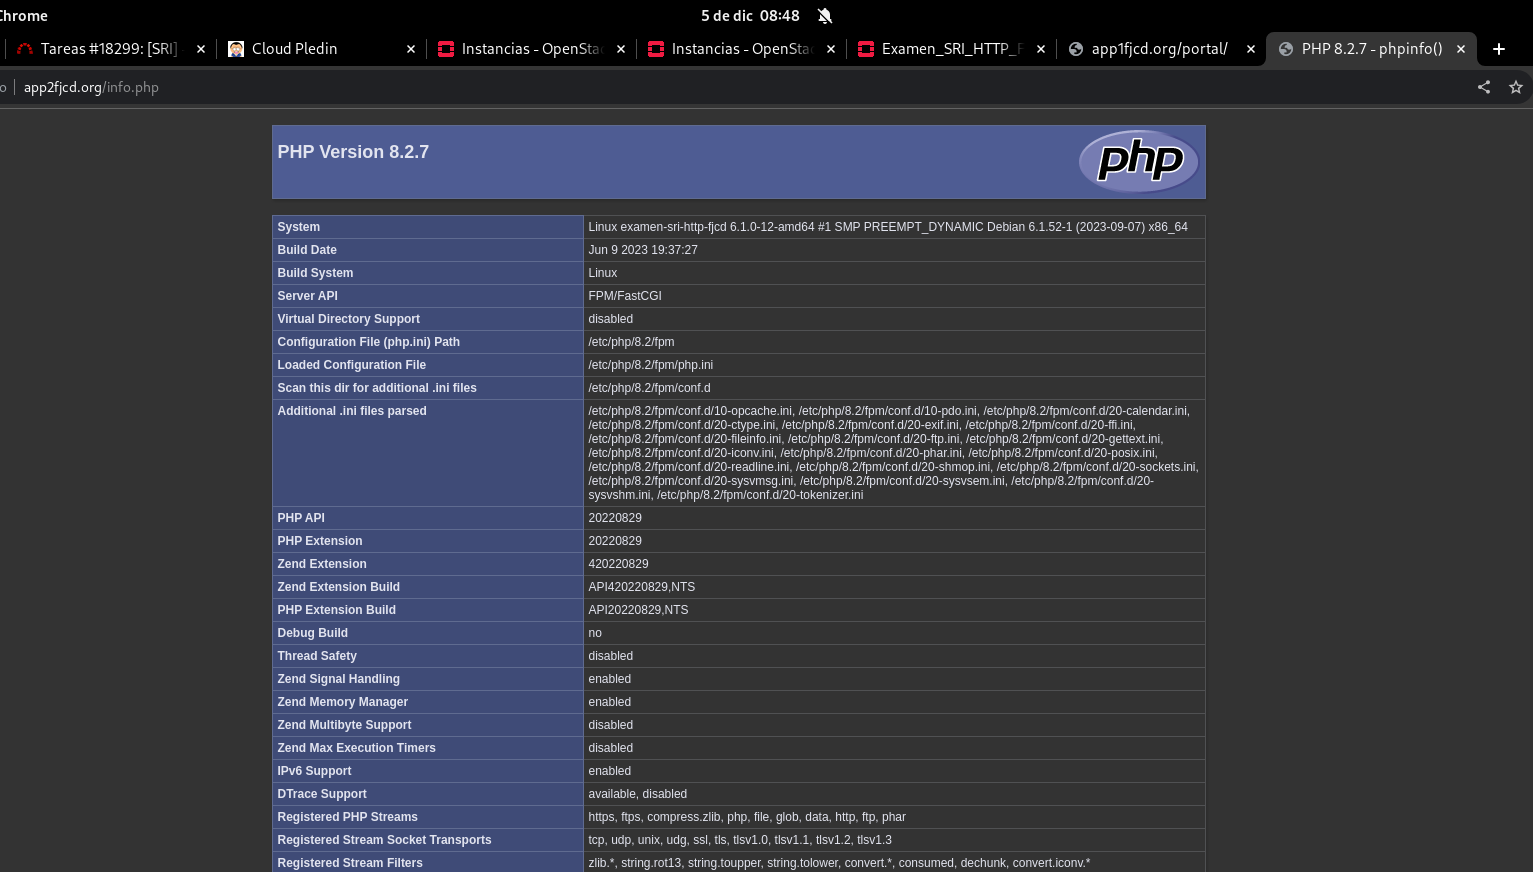 Chrome
5 de dic 08:48
Tareas #18299: [SRI]
Cloud Pledin
Instancias - OpenStac
Instancias - OpenStac
Examen_SRI_HTTP_F
app1fjcd.org/portal/
PHP 8.2.7 - phpinfo()
o app2fjcd.org/info.php
PHP Version 8.2.7
php
System Linux examen-sri-http-fjcd 6.1.0-12-amd64 #1 SMP PREEMPT_DYNAMIC Debian 6.1.52-1 (2023-09-07) x86_64
Build Date Jun 9 2023 19:37:27
Build System Linux
Server API FPM/FastCGI
Virtual Directory Support disabled
Configuration File (php.ini) Path /etc/php/8.2/fpm
Loaded Configuration File /etc/php/8.2/fpm/php.ini
Scan this dir for additional .ini files /etc/php/8.2/fpm/conf.d
Additional .ini files parsed /etc/php/8.2/fpm/conf.d/10-opcache.ini, /etc/php/8.2/fpm/conf.d/10-pdo.ini, /etc/php/8.2/fpm/conf.d/20-calendar.ini,
/etc/php/8.2/fpm/conf.d/20-ctype.ini, /etc/php/8.2/fpm/conf.d/20-exif.ini, /etc/php/8.2/fpm/conf.d/20-ffi.ini,
/etc/php/8.2/fpm/conf.d/20-fileinfo.ini, /etc/php/8.2/fpm/conf.d/20-ftp.ini, /etc/php/8.2/fpm/conf.d/20-gettext.ini,
/etc/php/8.2/fpm/conf.d/20-iconv.ini, /etc/php/8.2/fpm/conf.d/20-phar.ini, /etc/php/8.2/fpm/conf.d/20-posix.ini,
/etc/php/8.2/fpm/conf.d/20-readline.ini, /etc/php/8.2/fpm/conf.d/20-shmop.ini, /etc/php/8.2/fpm/conf.d/20-sockets.ini,
/etc/php/8.2/fpm/conf.d/20-sysvmsg.ini, /etc/php/8.2/fpm/conf.d/20-sysvsem.ini, /etc/php/8.2/fpm/conf.d/20-
sysvshm.ini, /etc/php/8.2/fpm/conf.d/20-tokenizer.ini
PHP API 20220829
PHP Extension 20220829
Zend Extension 420220829
Zend Extension Build API420220829,NTS
PHP Extension Build API20220829,NTS
Debug Build no
Thread Safety disabled
Zend Signal Handling enabled
Zend Memory Manager enabled
Zend Multibyte Support disabled
Zend Max Execution Timers disabled
IPv6 Support enabled
DTrace Support available, disabled
Registered PHP Streams https, ftps, compress.zlib, php, file, glob, data, http, ftp, phar
Registered Stream Socket Transports tcp, udp, unix, udg, ssl, tls, tlsv1.0, tlsv1.1, tlsv1.2, tlsv1.3
Registered Stream Filters zlib.*, string.rot13, string.toupper, string.tolower, convert.*, consumed, dechunk, convert.iconv.*